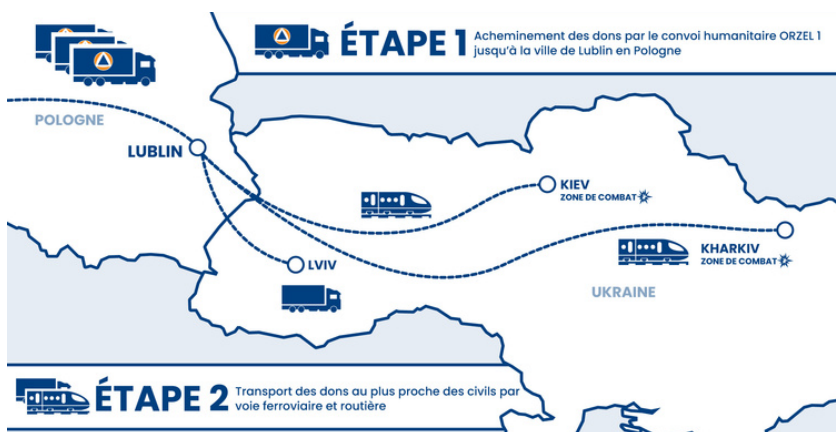 ÉTAPE 1
Acheminement des dons par le convoi humanitaire ORZEL 1
jusqu'à la ville de Lublin en Pologne
POLOGNE
LUBLIN
KIEV
ZONE DE COMBAT
LVIV
KHARKIV
ZONE DE COMBAT
UKRAINE
ÉTAPE 2
Transport des dons au plus proche des civils par
voie ferroviaire et routière